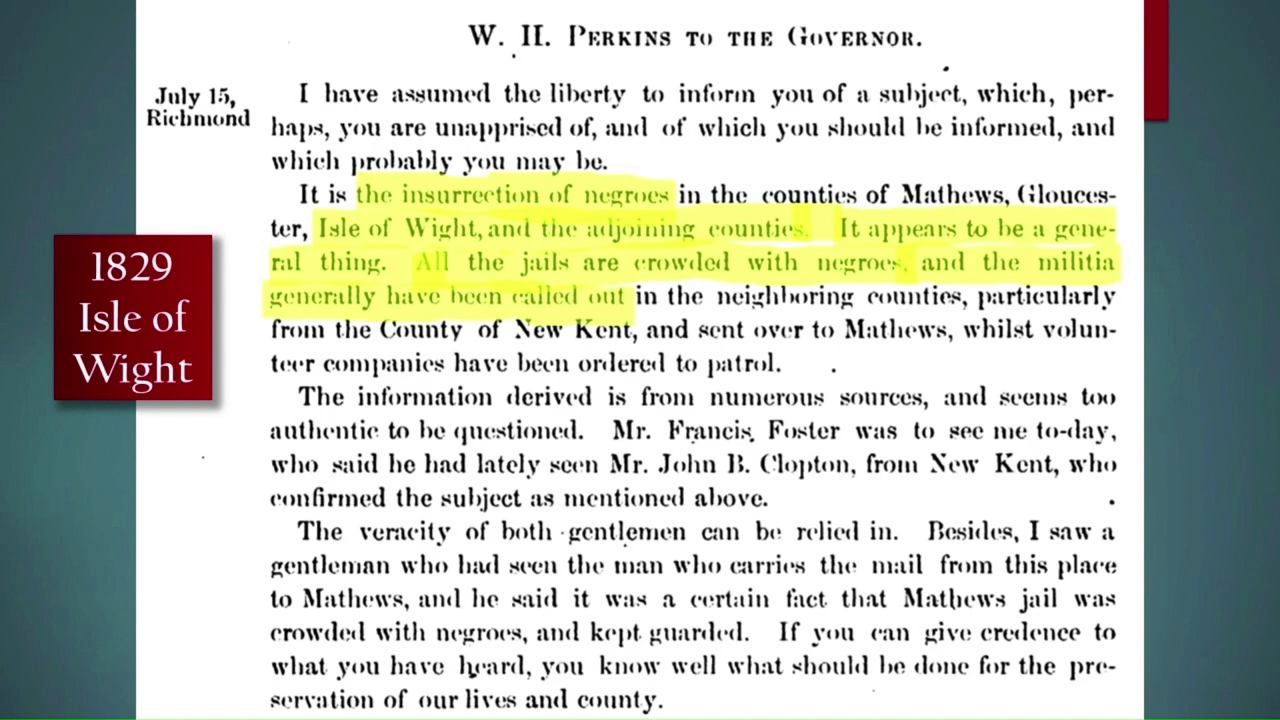 W. H. PERKINS TO THE GOVERNOR.
July 15,
Richmond
I have assumed the liberty to inform you of a subject, which, per-
haps, you are unapprised of, and of which you should be informed, and
which probably you may be.
It is the insurrection of negroes in the counties of Mathews, Glouces-
ter, Isle of Wight, and the adjoining counties. It appears to be a gene-
ral thing. All the jails are crowded with negroes, and the militia
generally have been called out in the neighboring counties, particularly
from the County of New Kent, and sent over to Mathews, whilst volun-
teer companies have been ordered to patrol.
The information derived is from numerous sources, and seems too
authentic to be questioned. Mr. Francis Foster was to see me to-day,
who said he had lately seen Mr. John B. Clopton, from New Kent, who
confirmed the subject as mentioned above.
The veracity of both gentlemen can be relied in. Besides, I saw a
gentleman who had seen the man who carries the mail from this place
to Mathews, and he said it was a certain fact that Mathews jail was
crowded with negroes, and kept guarded. If you can give credence to
what you have heard, you know well what should be done for the pre-
servation of our lives and county.
1829
Isle of
Wight